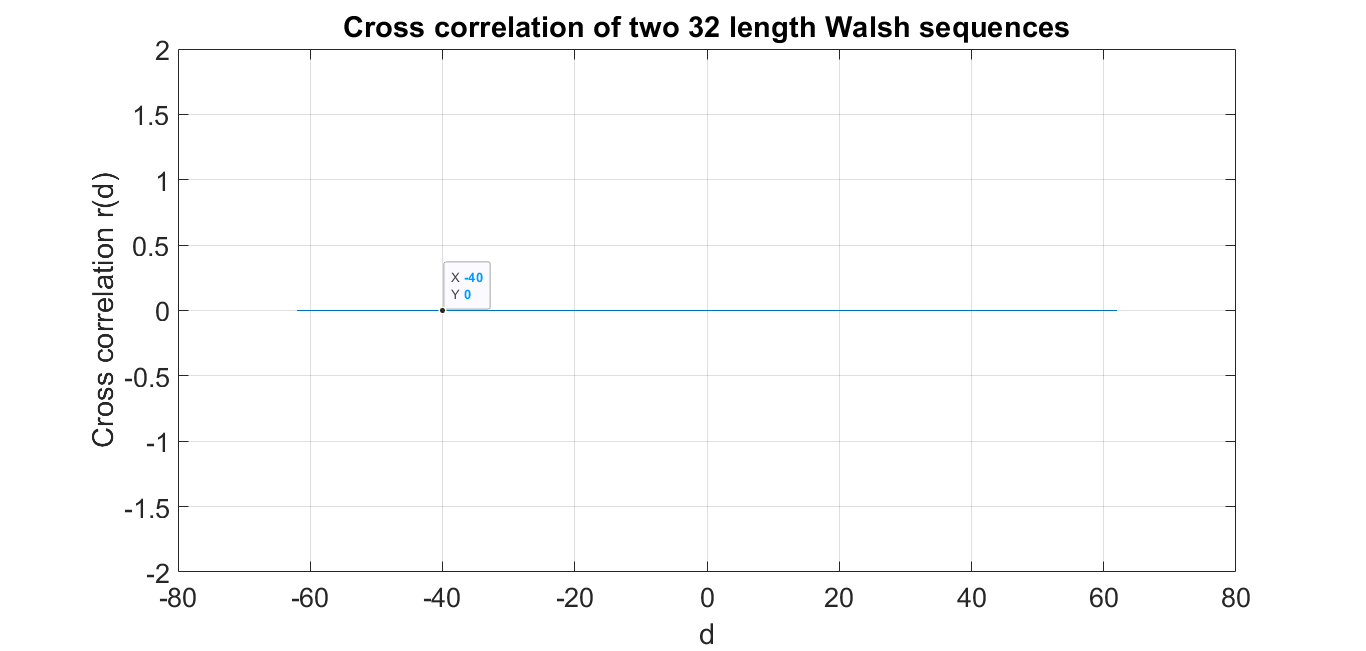 Cross correlation of two 32 length Walsh sequences
2
1.5
1
0.5
0
-0.5
-1
-1.5
-2
Cross correlation r(d)
X -40
Y 0
-80 -60 -40 -20 0 20 40 60 80
d